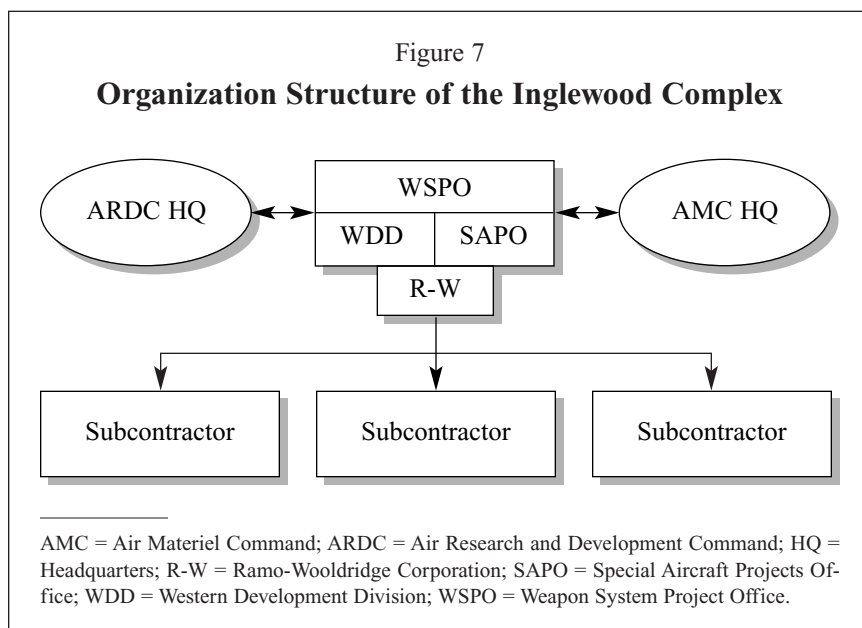 Figure 7
Organization Structure of the Inglewood Complex
WSPO
ARDC HQ
AMC HQ
WDD
SAPO
R-W
Subcontractor
Subcontractor
Subcontractor
AMC = Air Materiel Command; ARDC = Air Research and Development Command; HQ =
Headquarters; R-W = Ramo-Wooldridge Corporation; SAPO = Special Aircraft Projects Of-
fice; WDD = Western Development Division; WSPO = Weapon System Project Office.